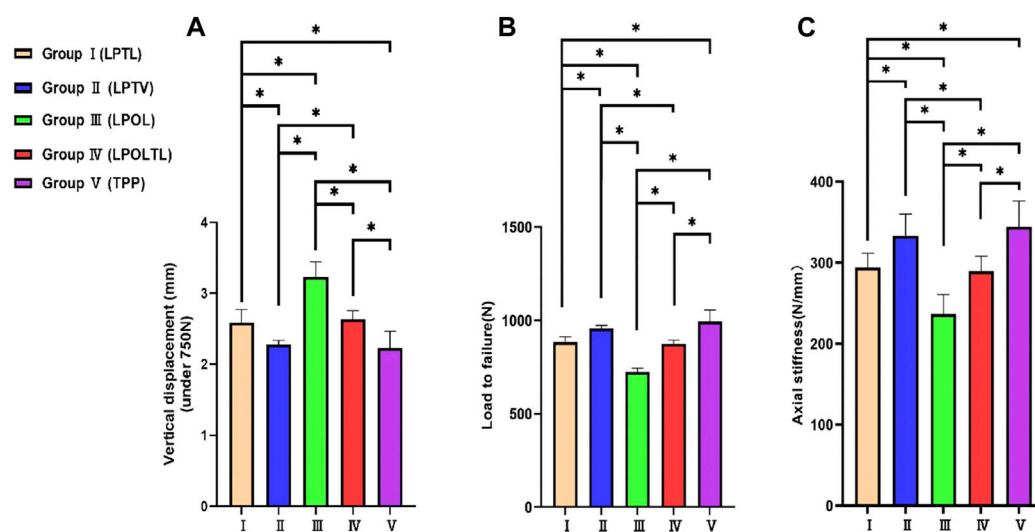 A
B
C
Group Ⅰ (LPTL)
Group Ⅱ (LPTV)
Group Ⅲ (LPOL)
Group Ⅳ (LPOLTL)
Group Ⅴ (TPP)
*
*
*
*
*
*
*
*
Vertical displacement (mm)
(under 750N)
4
3
2
1
0
Ⅰ Ⅱ Ⅲ Ⅳ Ⅴ
*
*
*
*
*
*
*
*
Load to failure(N)
1500
1000
500
0
Ⅰ Ⅱ Ⅲ Ⅳ Ⅴ
*
*
*
*
*
*
*
*
Axial stiffness(N/mm)
400
300
200
100
0
Ⅰ Ⅱ Ⅲ Ⅳ Ⅴ